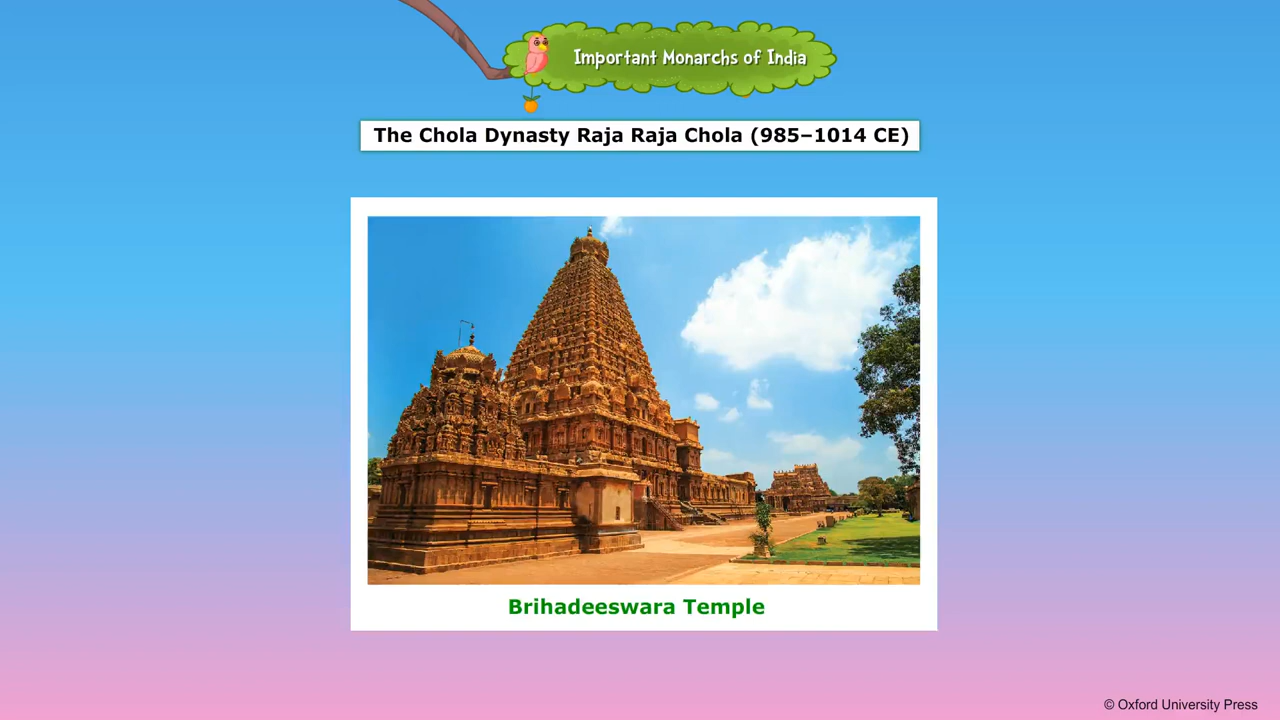 Important Monarchs of India
The Chola Dynasty Raja Raja Chola (985–1014 CE)
Brihadeeswara Temple
© Oxford University Press